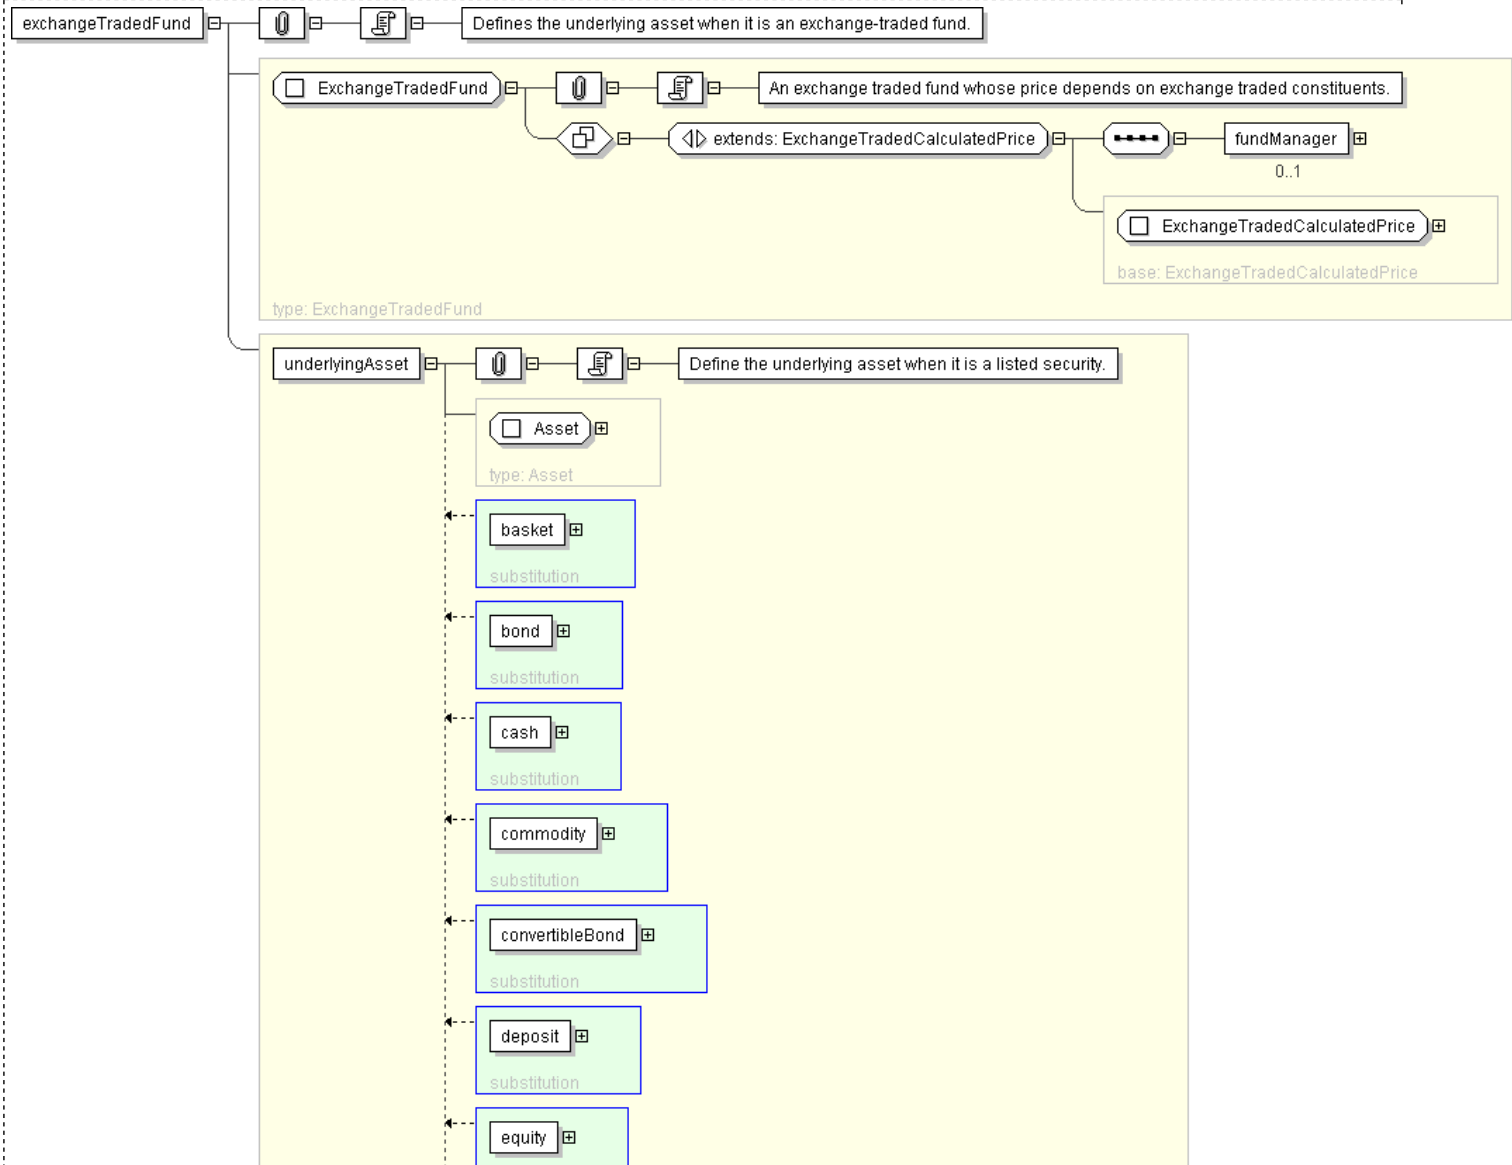 exchangeTradedFund
Defines the underlying asset when it is an exchange-traded fund.
ExchangeTradedFund
An exchange traded fund whose price depends on exchange traded constituents.
extends: ExchangeTradedCalculatedPrice
fundManager
0..1
ExchangeTradedCalculatedPrice
base: ExchangeTradedCalculatedPrice
type: ExchangeTradedFund
underlyingAsset
Define the underlying asset when it is a listed security.
Asset
type: Asset
basket
substitution
bond
substitution
cash
substitution
commodity
substitution
convertibleBond
substitution
deposit
substitution
equity